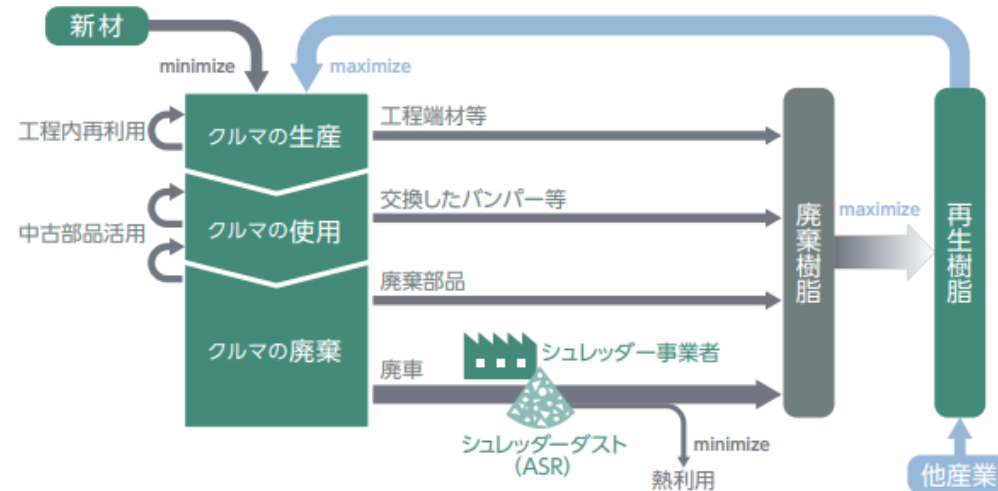 新材
minimize
maximize
工程内再利用
クルマの生産
工程端材等
中古部品活用
クルマの使用
交換したバンパー等
廃棄部品
クルマの廃棄
廃車
シュレッダー事業者
シュレッダーダスト
(ASR)
minimize
熱利用
廃棄樹脂
maximize
再生樹脂
他産業